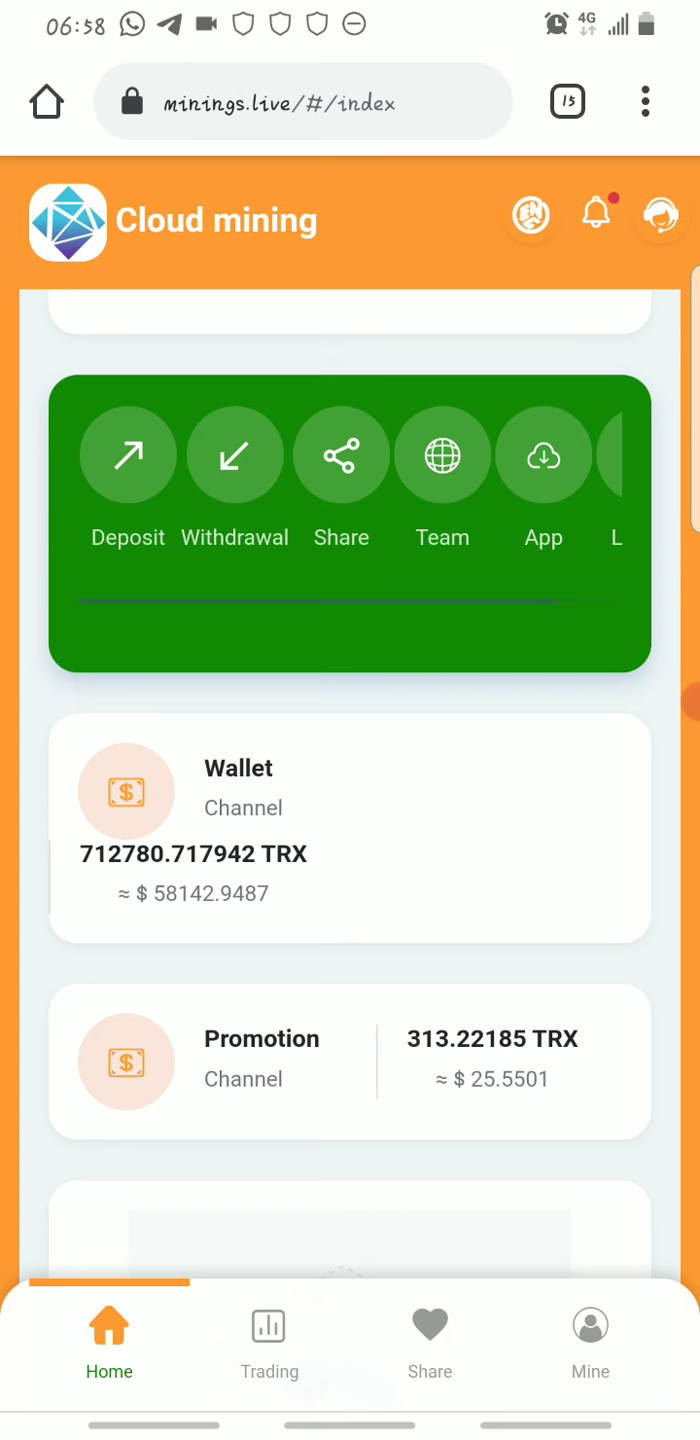 06:58
4G
minings.live/#/index
15
Cloud mining
EN
Deposit Withdrawal Share Team App L
Wallet
Channel
712780.717942 TRX
≈ $ 58142.9487
Promotion
Channel
313.22185 TRX
≈ $ 25.5501
Home Trading Share Mine